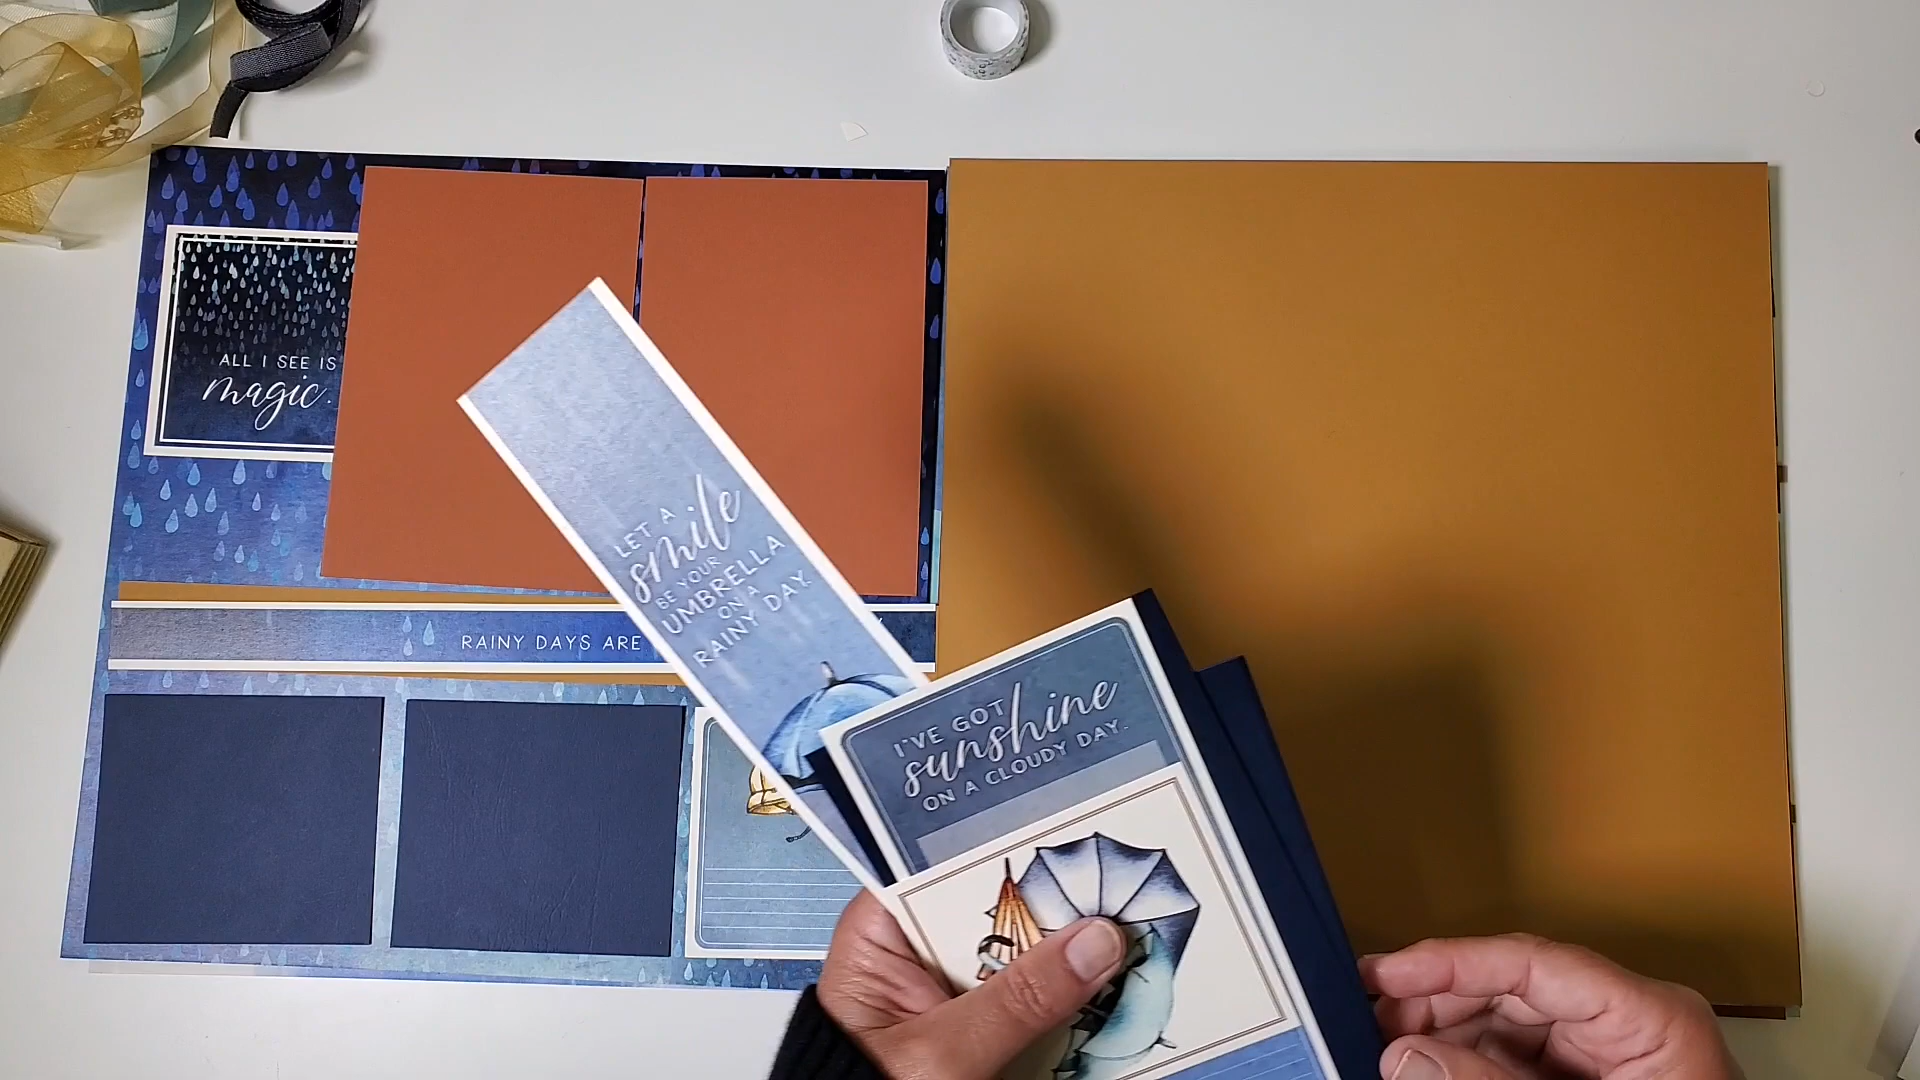 ALL I SEE IS
magic.
LET A
smile
BE YOUR
UMBRELLA
ON A
RAINY DAY.
RAINY DAYS ARE
I'VE GOT
sunshine
ON A CLOUDY DAY.